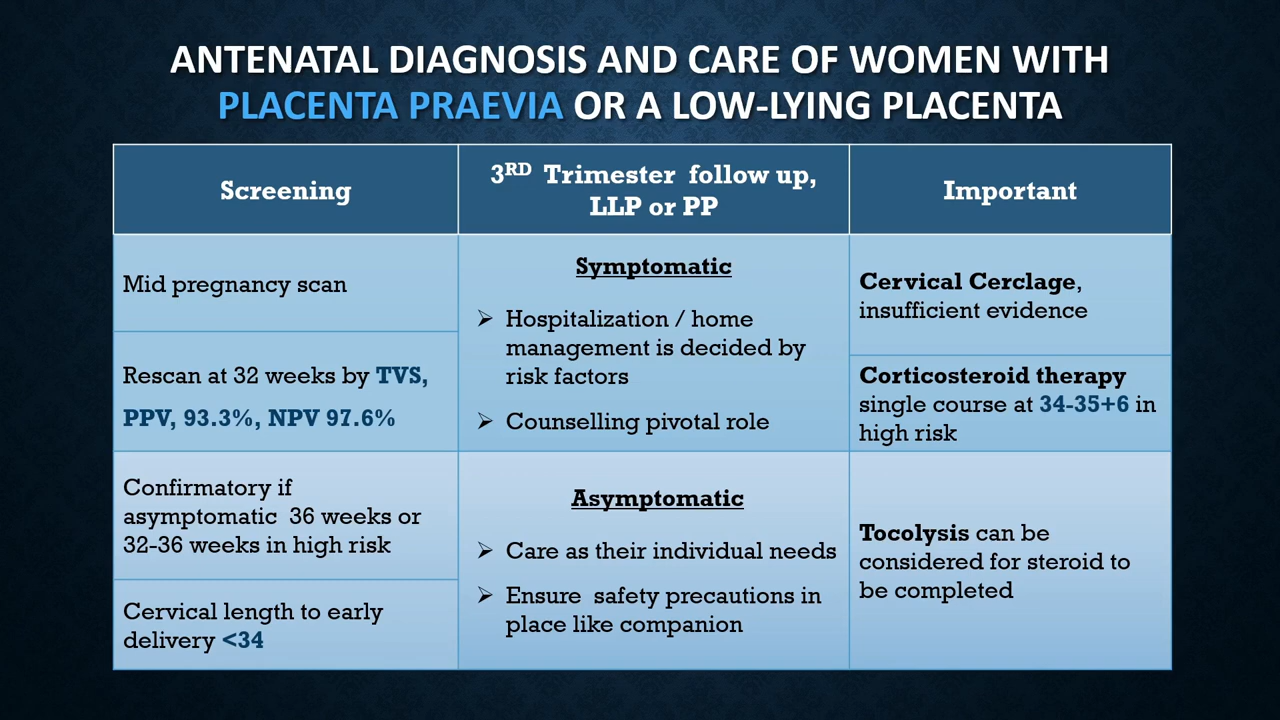 ANTENATAL DIAGNOSIS AND CARE OF WOMEN WITH
PLACENTA PRAEVIA OR A LOW-LYING PLACENTA
Screening
3RD Trimester follow up,
LLP or PP
Important
Mid pregnancy scan
Rescan at 32 weeks by TVS,
PPV, 93.3%, NPV 97.6%
Confirmatory if
asymptomatic 36 weeks or
32-36 weeks in high risk
Cervical length to early
delivery <34
Symptomatic
➢ Hospitalization / home
management is decided by
risk factors
➢ Counselling pivotal role
Asymptomatic
➢ Care as their individual needs
➢ Ensure safety precautions in
place like companion
Cervical Cerclage,
insufficient evidence
Corticosteroid therapy
single course at 34-35+6 in
high risk
Tocolysis can be
considered for steroid to
be completed